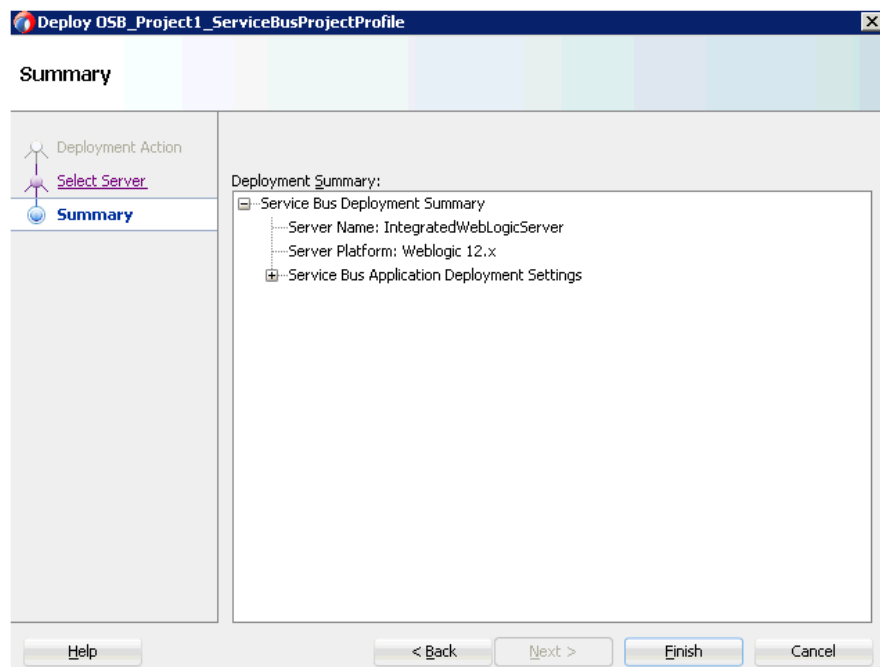 Deploy OSB_Project1_ServiceBusProjectProfile
Summary
Deployment Action
Select Server
Summary
Deployment Summary:
Service Bus Deployment Summary
Server Name: IntegratedWebLogicServer
Server Platform: Weblogic 12.x
Service Bus Application Deployment Settings
Help
< Back
Next >
Finish
Cancel